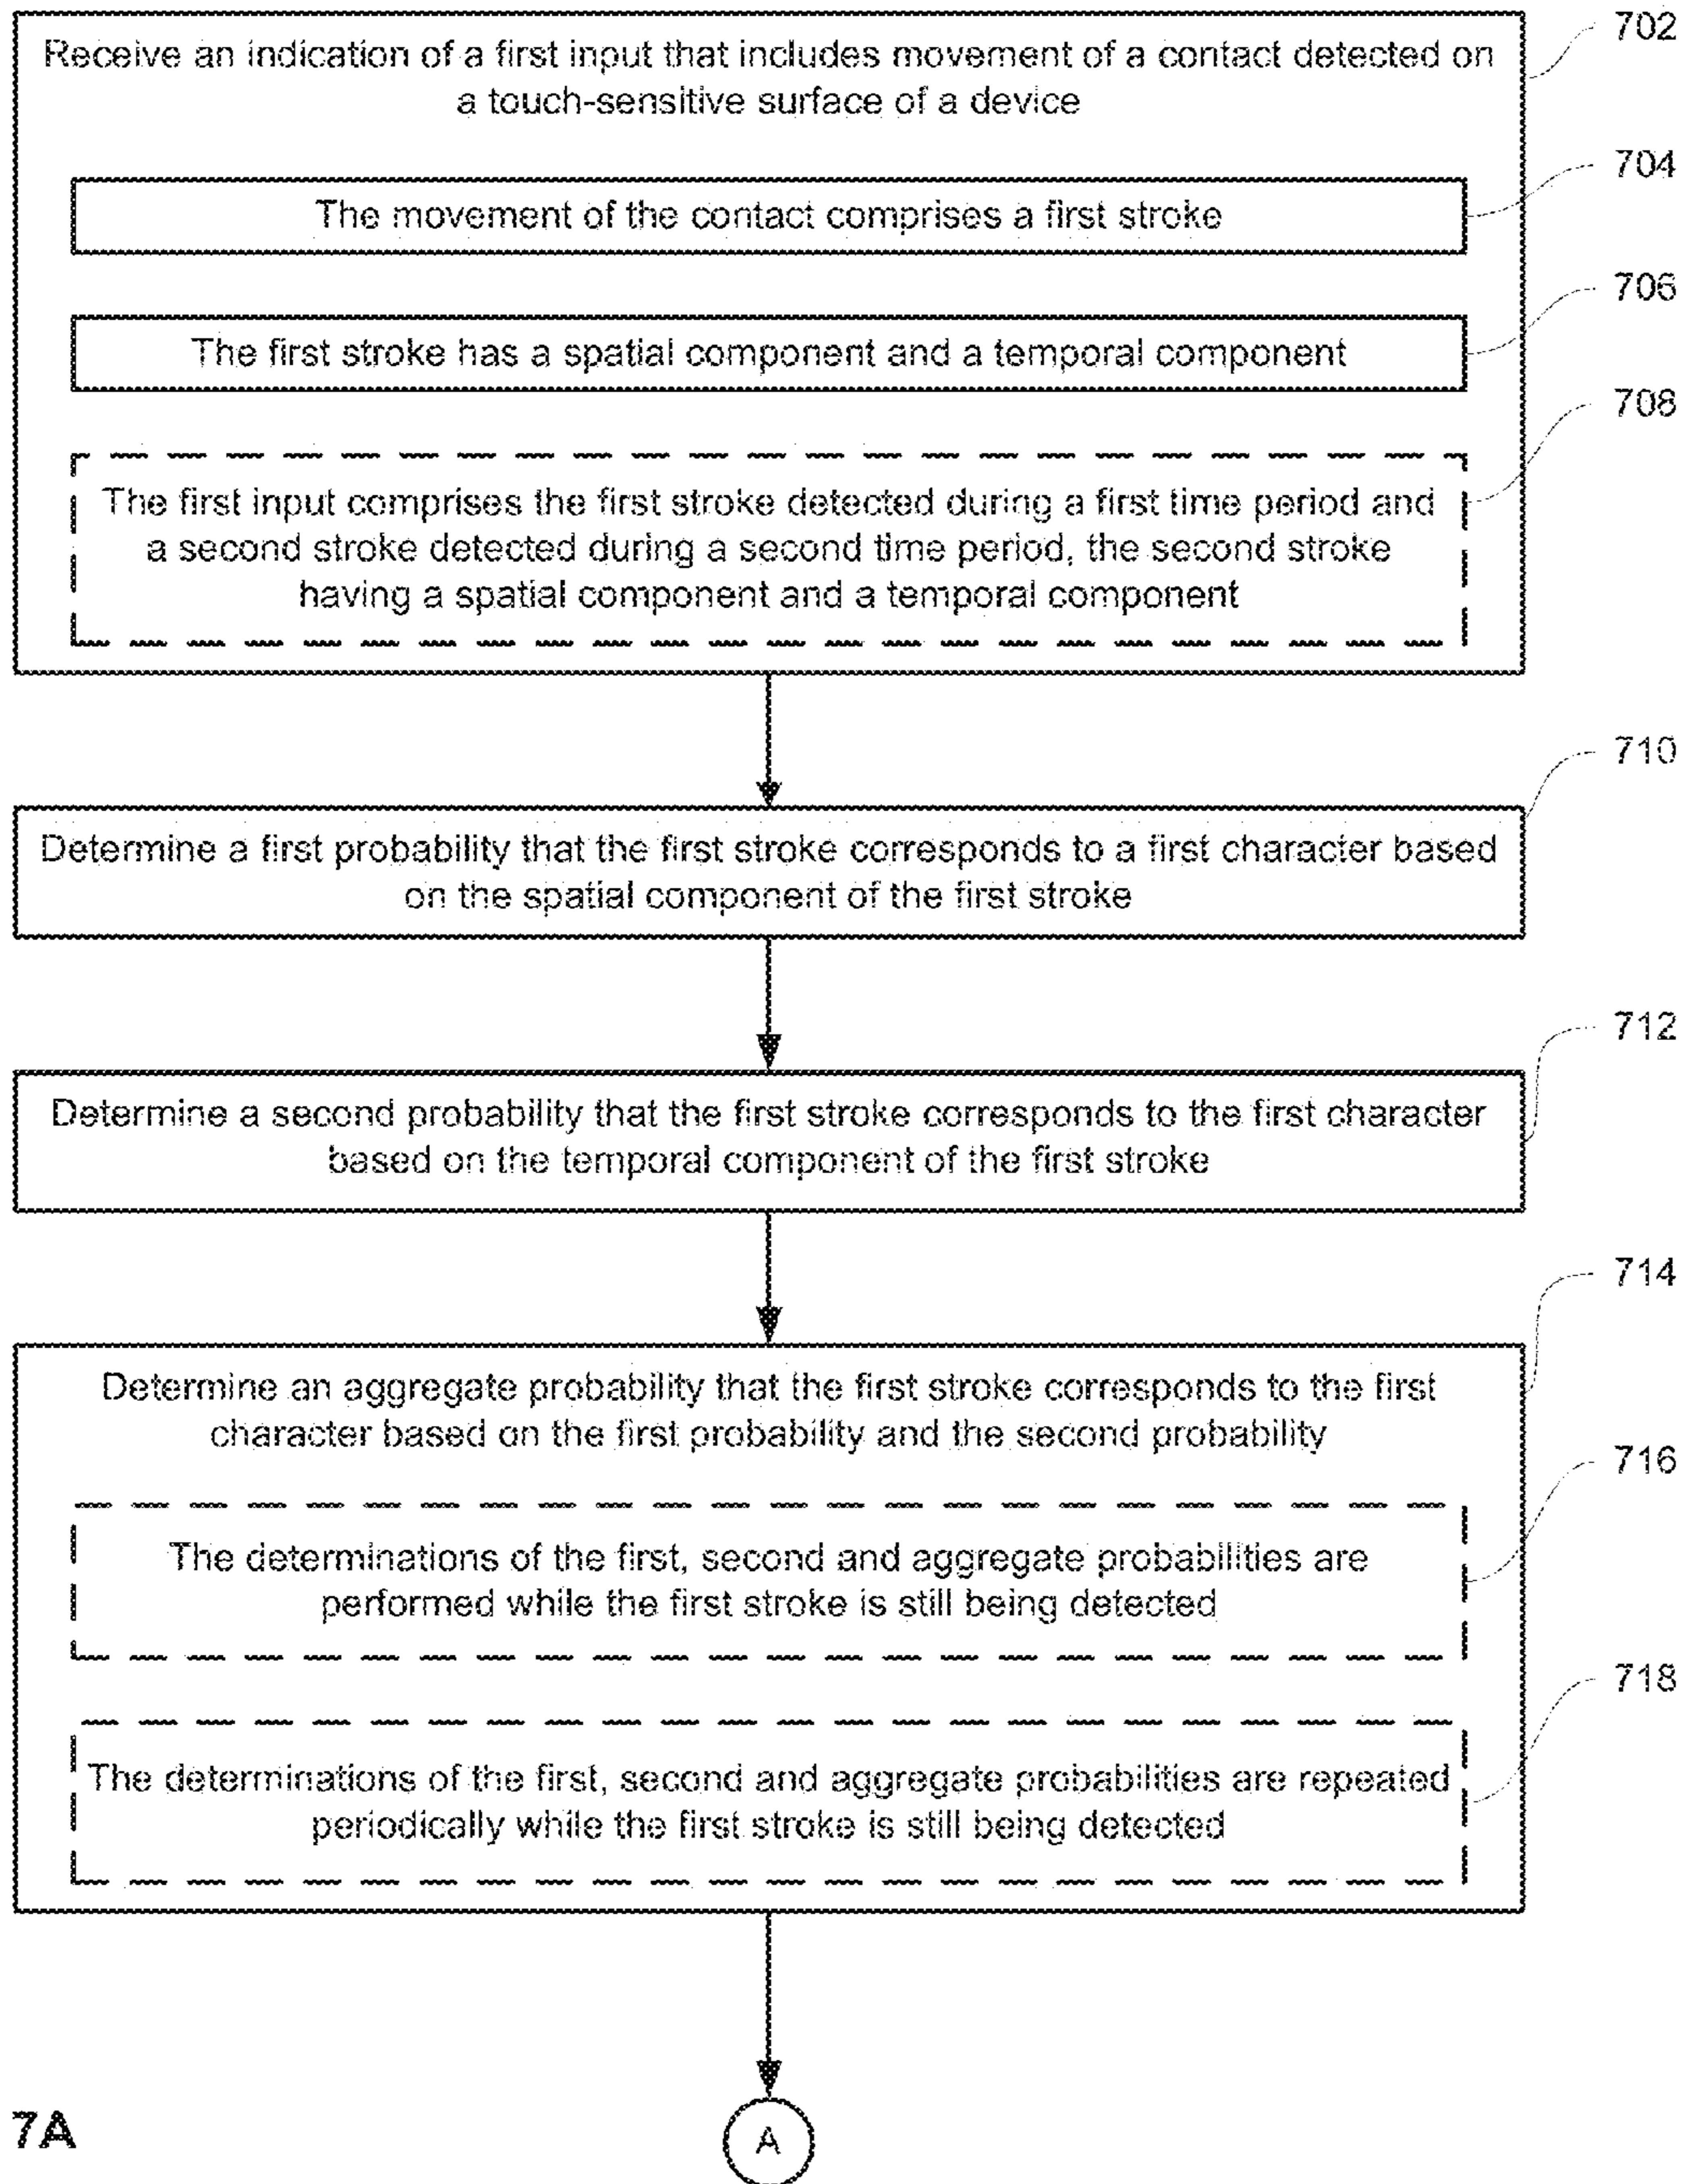 702
Receive an indication of a first input that includes movement of a contact detected on
a touch-sensitive surface of a device
704
The movement of the contact comprises a first stroke
706
The first stroke has a spatial component and a temporal component
708
The first input comprises the first stroke detected during a first time period and
a second stroke detected during a second time period, the second stroke
having a spatial component and a temporal component
710
Determine a first probability that the first stroke corresponds to a first character based
on the spatial component of the first stroke
712
Determine a second probability that the first stroke corresponds to the first character
based on the temporal component of the first stroke
714
Determine an aggregate probability that the first stroke corresponds to the first
character based on the first probability and the second probability
716
The determinations of the first, second and aggregate probabilities are
performed while the first stroke is still being detected
718
The determinations of the first, second and aggregate probabilities are repeated
periodically while the first stroke is still being detected
7A
A